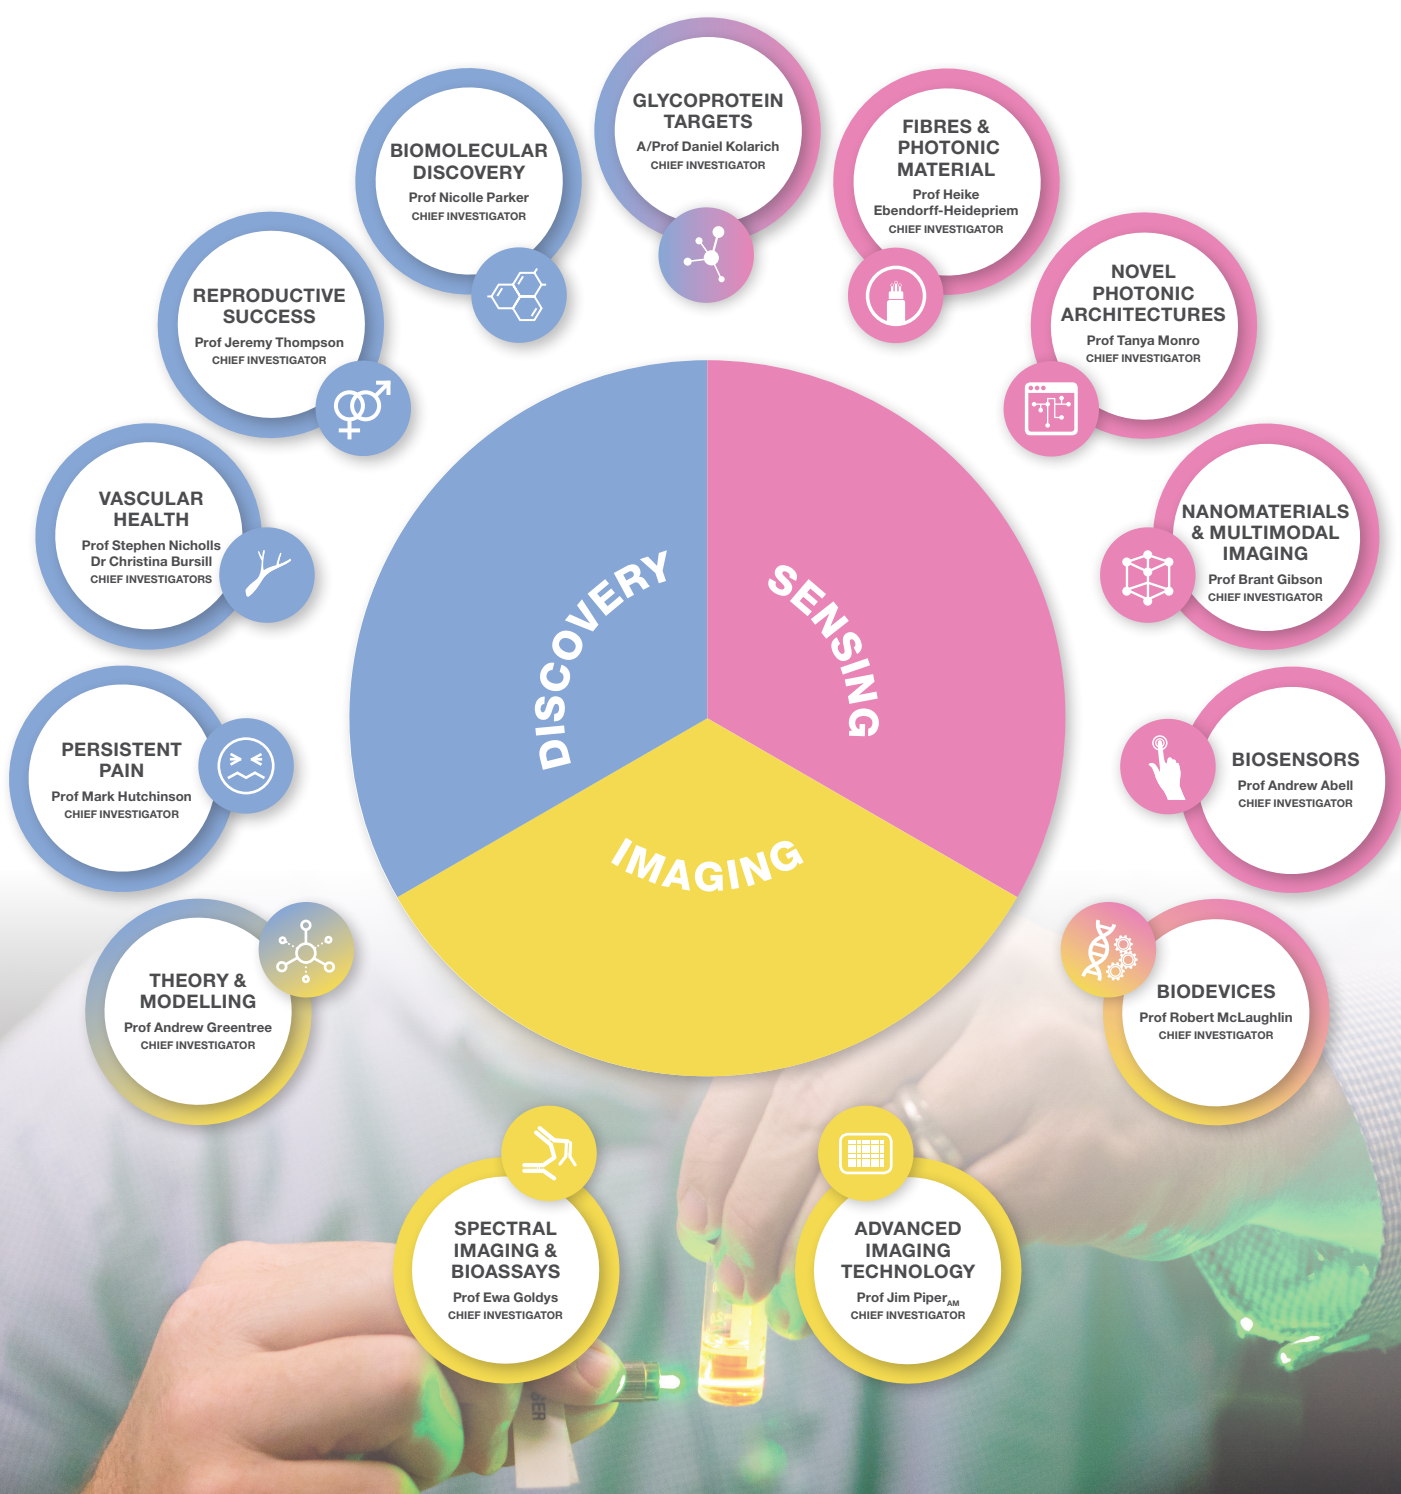 GLYCOPROTEIN
TARGETS
A/Prof Daniel Kolarich
CHIEF INVESTIGATOR
BIOMOLECULAR
DISCOVERY
Prof Nicolle Parker
CHIEF INVESTIGATOR
FIBRES &
PHOTONIC
MATERIAL
Prof Heike
Ebendorff-Heidepriem
CHIEF INVESTIGATOR
REPRODUCTIVE
SUCCESS
Prof Jeremy Thompson
CHIEF INVESTIGATOR
NOVEL
PHOTONIC
ARCHITECTURES
Prof Tanya Monro
CHIEF INVESTIGATOR
VASCULAR
HEALTH
Prof Stephen Nicholls
Dr Christina Bursill
CHIEF INVESTIGATORS
NANOMATERIALS
& MULTIMODAL
IMAGING
Prof Brant Gibson
CHIEF INVESTIGATOR
DISCOVERY
SENSING
IMAGING
PERSISTENT
PAIN
Prof Mark Hutchinson
CHIEF INVESTIGATOR
BIOSENSORS
Prof Andrew Abell
CHIEF INVESTIGATOR
THEORY &
MODELLING
Prof Andrew Greentree
CHIEF INVESTIGATOR
BIODEVICES
Prof Robert McLaughlin
CHIEF INVESTIGATOR
SPECTRAL
IMAGING &
BIOASSAYS
Prof Ewa Goldys
CHIEF INVESTIGATOR
ADVANCED
IMAGING
TECHNOLOGY
Prof Jim Piper AM
CHIEF INVESTIGATOR